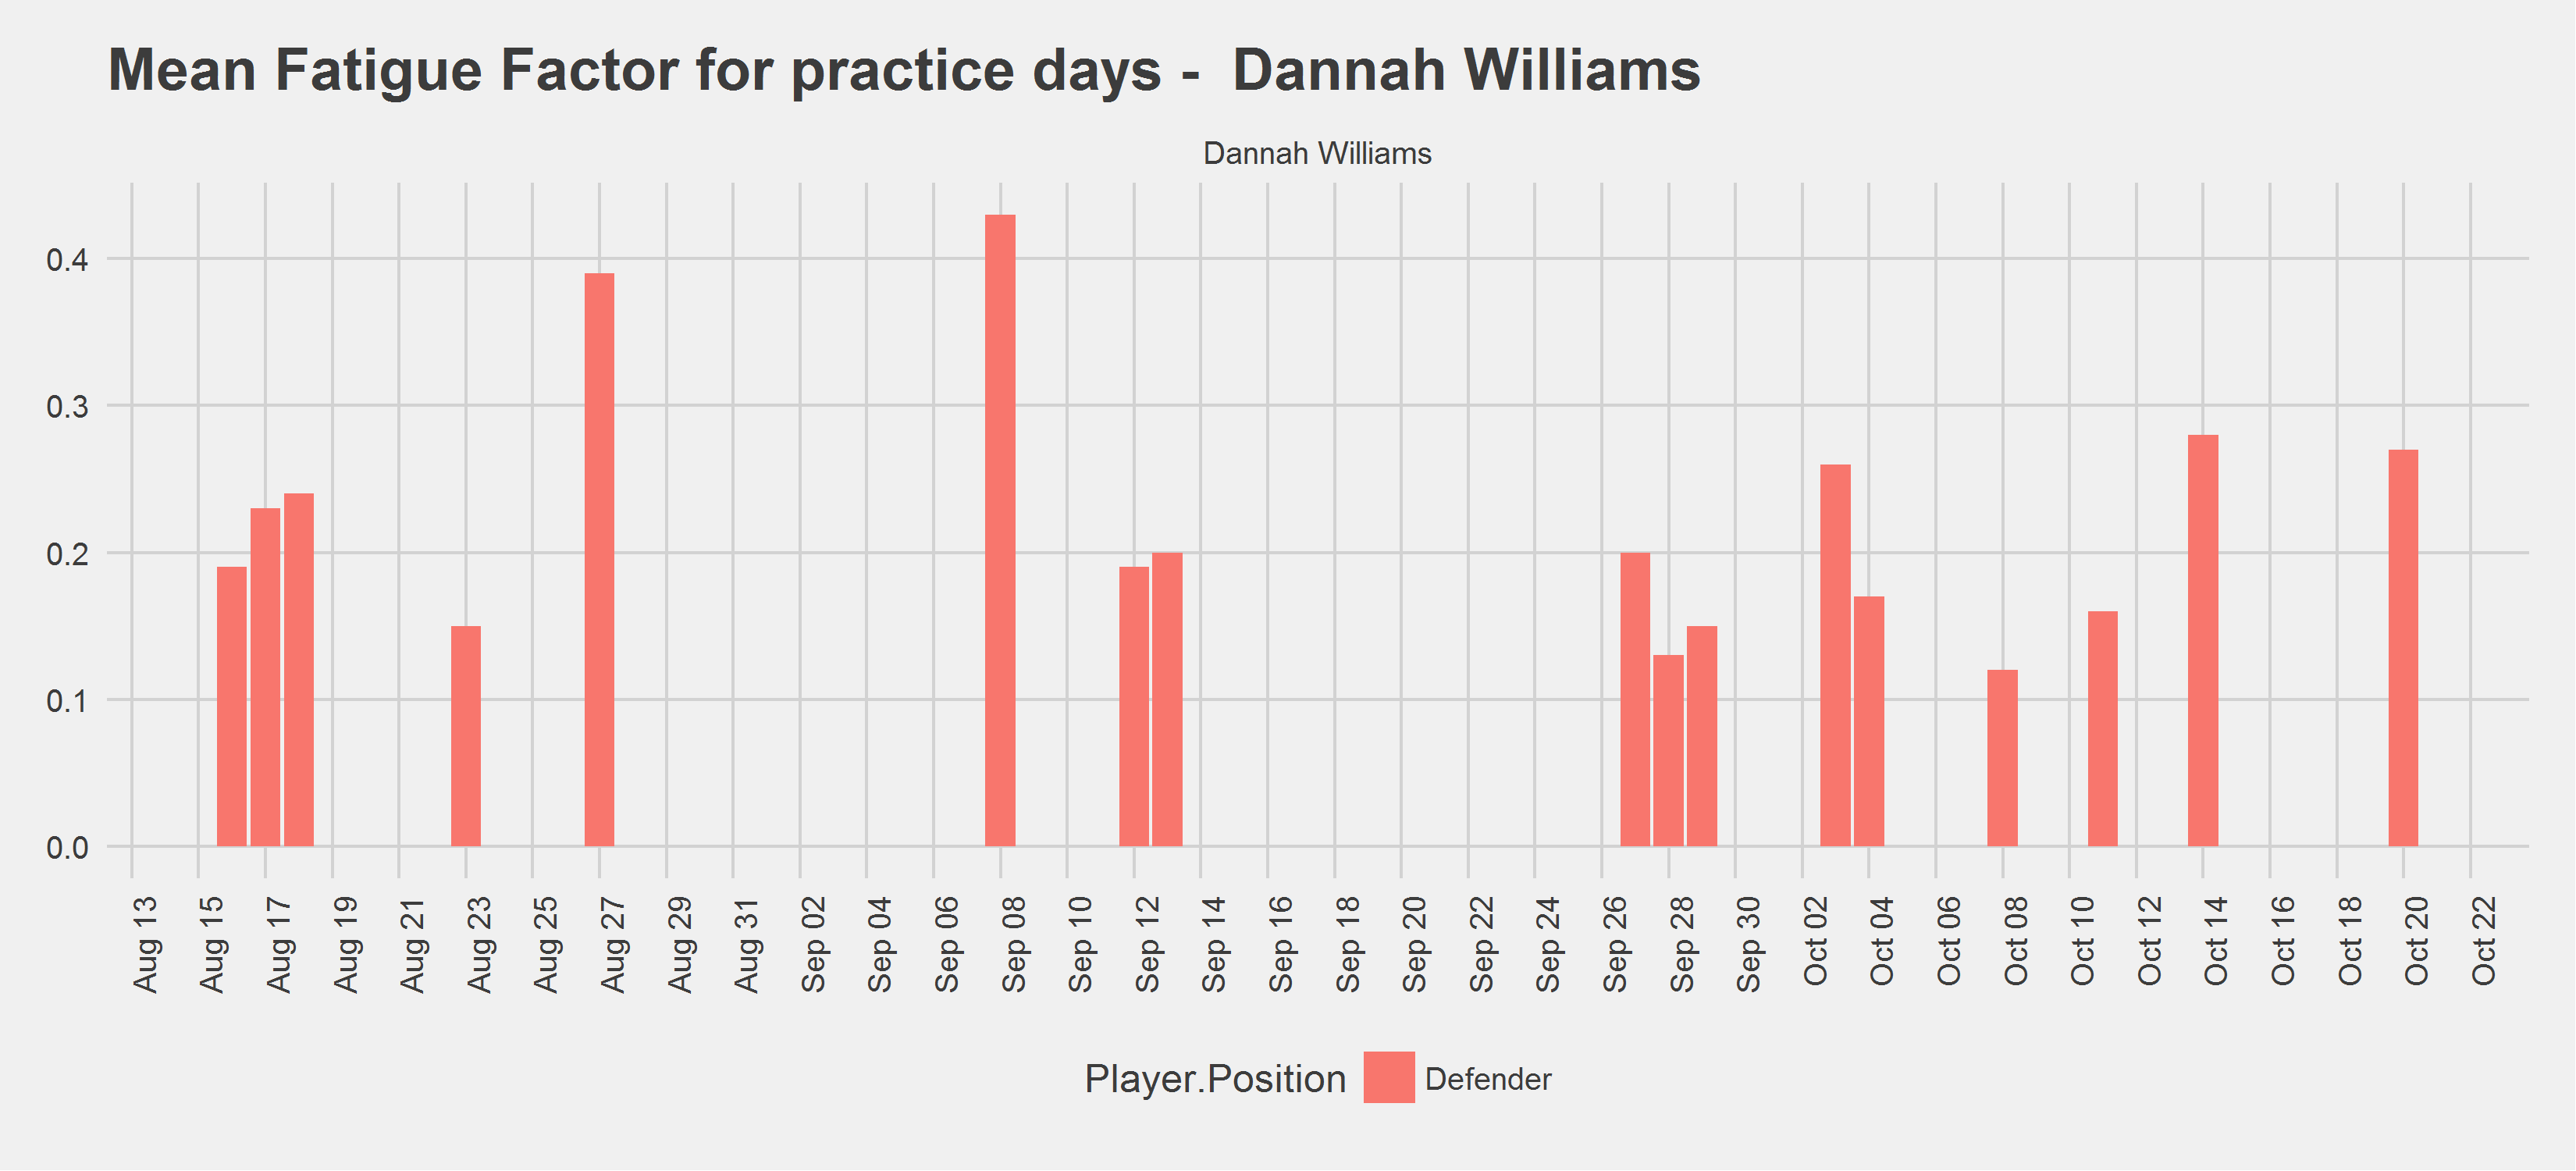 Mean Fatigue Factor for practice days -  Dannah Williams
Dannah Williams
0.4
0.3
0.2
0.1
0.0
Aug 13
Aug 15
Aug 17
Aug 19
Aug 21
Aug 23
Aug 25
Aug 27
Aug 29
Aug 31
Sep 02
Sep 04
Sep 06
Sep 08
Sep 10
Sep 12
Sep 14
Sep 16
Sep 18
Sep 20
Sep 22
Sep 24
Sep 26
Sep 28
Sep 30
Oct 02
Oct 04
Oct 06
Oct 08
Oct 10
Oct 12
Oct 14
Oct 16
Oct 18
Oct 20
Oct 22
Player.Position Defender